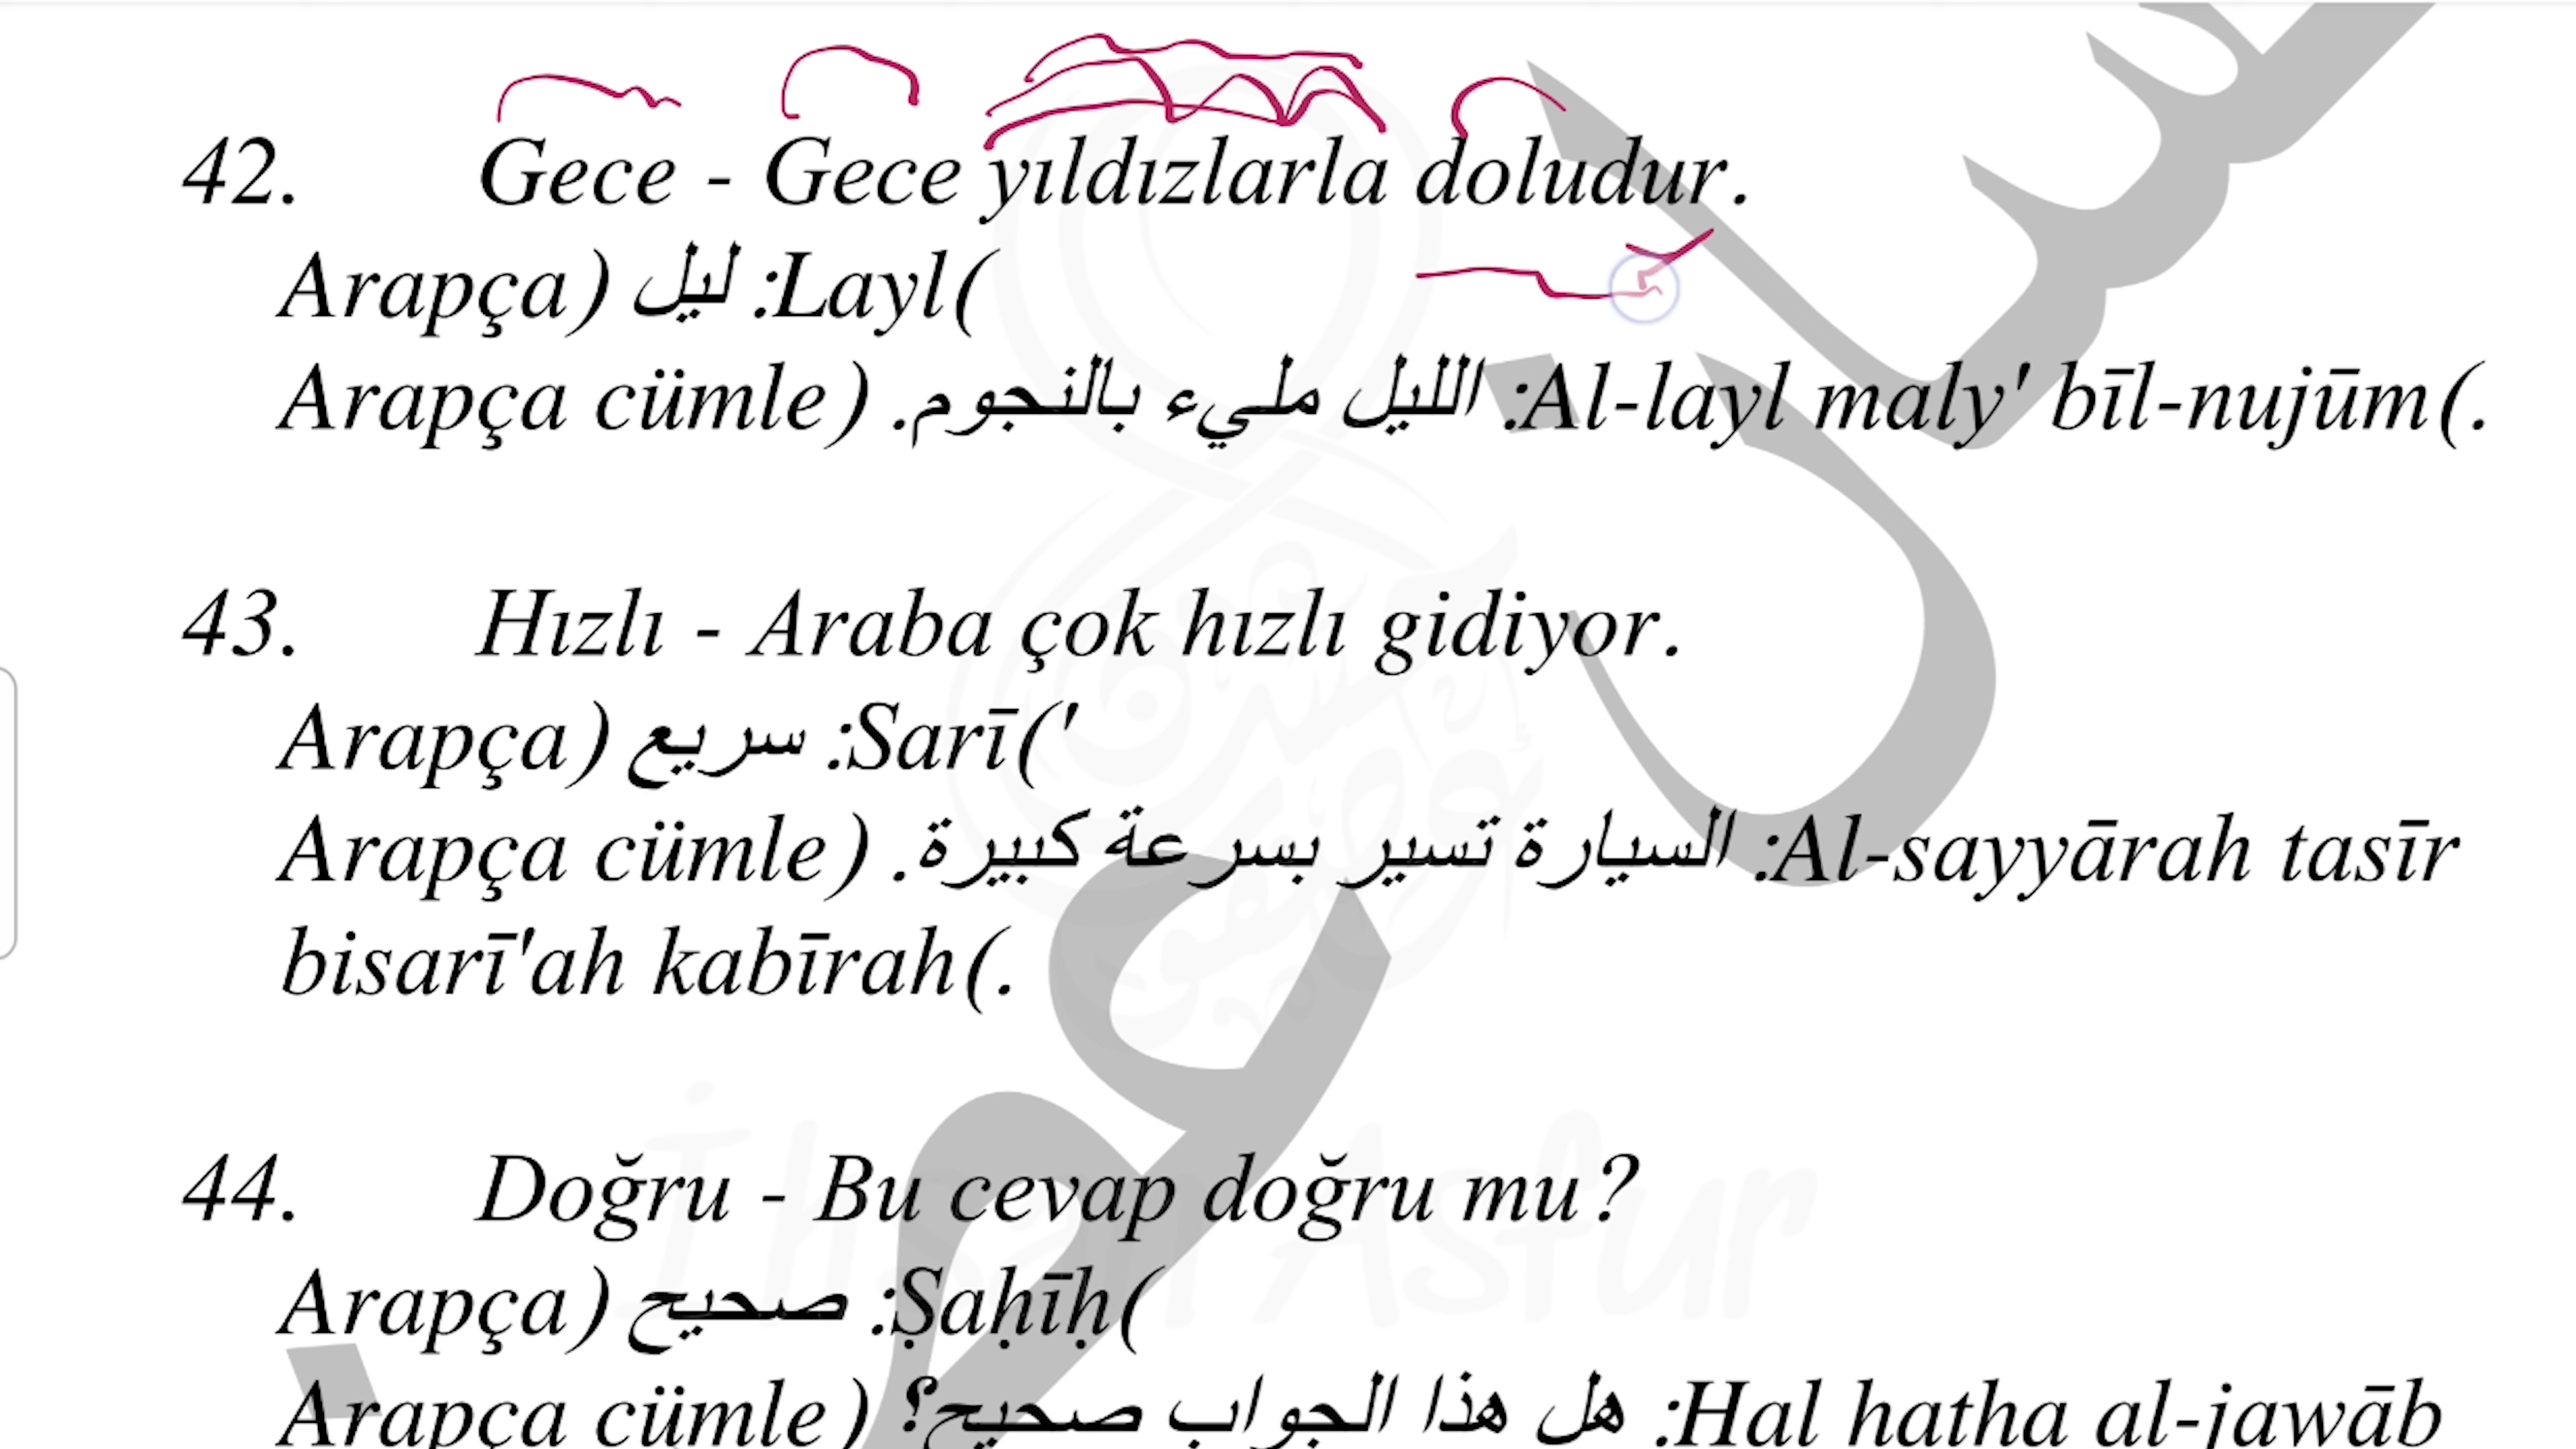 42. Gece - Gece yıldızlarla doludur.
Arapça) ليل :Layl(
Arapça cümle) الليل مليء بالنجوم. :Al-layl maly' bīl-nujūm(.
43. Hızlı - Araba çok hızlı gidiyor.
Arapça) سريع :Sarī('
Arapça cümle) السيارة تسير بسرعة كبيرة. :Al-sayyārah tasīr
bisarī'ah kabīrah(.
44. Doğru - Bu cevap doğru mu?
Arapça) صحيح :Ṣaḥīḥ(
Arapça cümle) هل هذا الجواب صحيح؟ :Hal hatha al-jawāb
İhsan Asfur